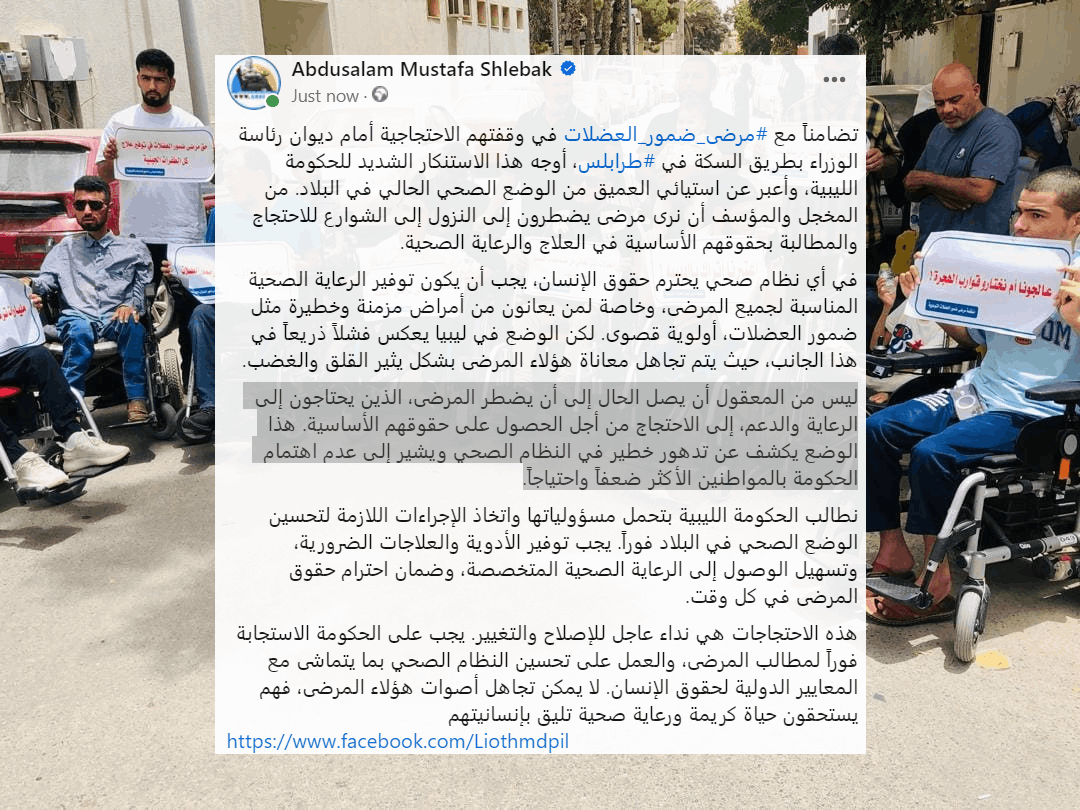 Abdusalam Mustafa Shlebak
Just now ·
تضامناً مع #مرضى_ضمور_العضلات في وقفتهم الاحتجاجية أمام ديوان رئاسة
الوزراء بطريق السكة في #طرابلس، أوجه هذا الاستنكار الشديد للحكومة
الليبية، وأعبر عن استيائي العميق من الوضع الصحي الحالي في البلاد. من
المخجل والمؤسف أن نرى مرضى يضطرون إلى النزول إلى الشوارع للاحتجاج
والمطالبة بحقوقهم الأساسية في العلاج والرعاية الصحية.
في أي نظام صحي يحترم حقوق الإنسان، يجب أن يكون توفير الرعاية الصحية
المناسبة لجميع المرضى، وخاصة لمن يعانون من أمراض مزمنة وخطيرة مثل
ضمور العضلات، أولوية قصوى. لكن الوضع في ليبيا يعكس فشلاً ذريعاً في
هذا الجانب، حيث يتم تجاهل معاناة هؤلاء المرضى بشكل يثير القلق والغضب.
ليس من المعقول أن يصل الحال إلى أن يضطر المرضى، الذين يحتاجون إلى
الرعاية والدعم، إلى الاحتجاج من أجل الحصول على حقوقهم الأساسية. هذا
الوضع يكشف عن تدهور خطير في النظام الصحي ويشير إلى عدم اهتمام
الحكومة بالمواطنين الأكثر ضعفاً واحتياجاً.
نطالب الحكومة الليبية بتحمل مسؤولياتها واتخاذ الإجراءات اللازمة لتحسين
الوضع الصحي في البلاد فوراً. يجب توفير الأدوية والعلاجات الضرورية،
وتسهيل الوصول إلى الرعاية الصحية المتخصصة، وضمان احترام حقوق
المرضى في كل وقت.
هذه الاحتجاجات هي نداء عاجل للإصلاح والتغيير. يجب على الحكومة الاستجابة
فوراً لمطالب المرضى، والعمل على تحسين النظام الصحي بما يتماشى مع
المعايير الدولية لحقوق الإنسان. لا يمكن تجاهل أصوات هؤلاء المرضى، فهم
يستحقون حياة كريمة ورعاية صحية تليق بإنسانيتهم
https://www.facebook.com/Liothmdpil
حق مرضى ضمور العضلات في توفير علاج
كل الطفرات الجينية
عالجونا أم نختارو قوارب الهجرة !